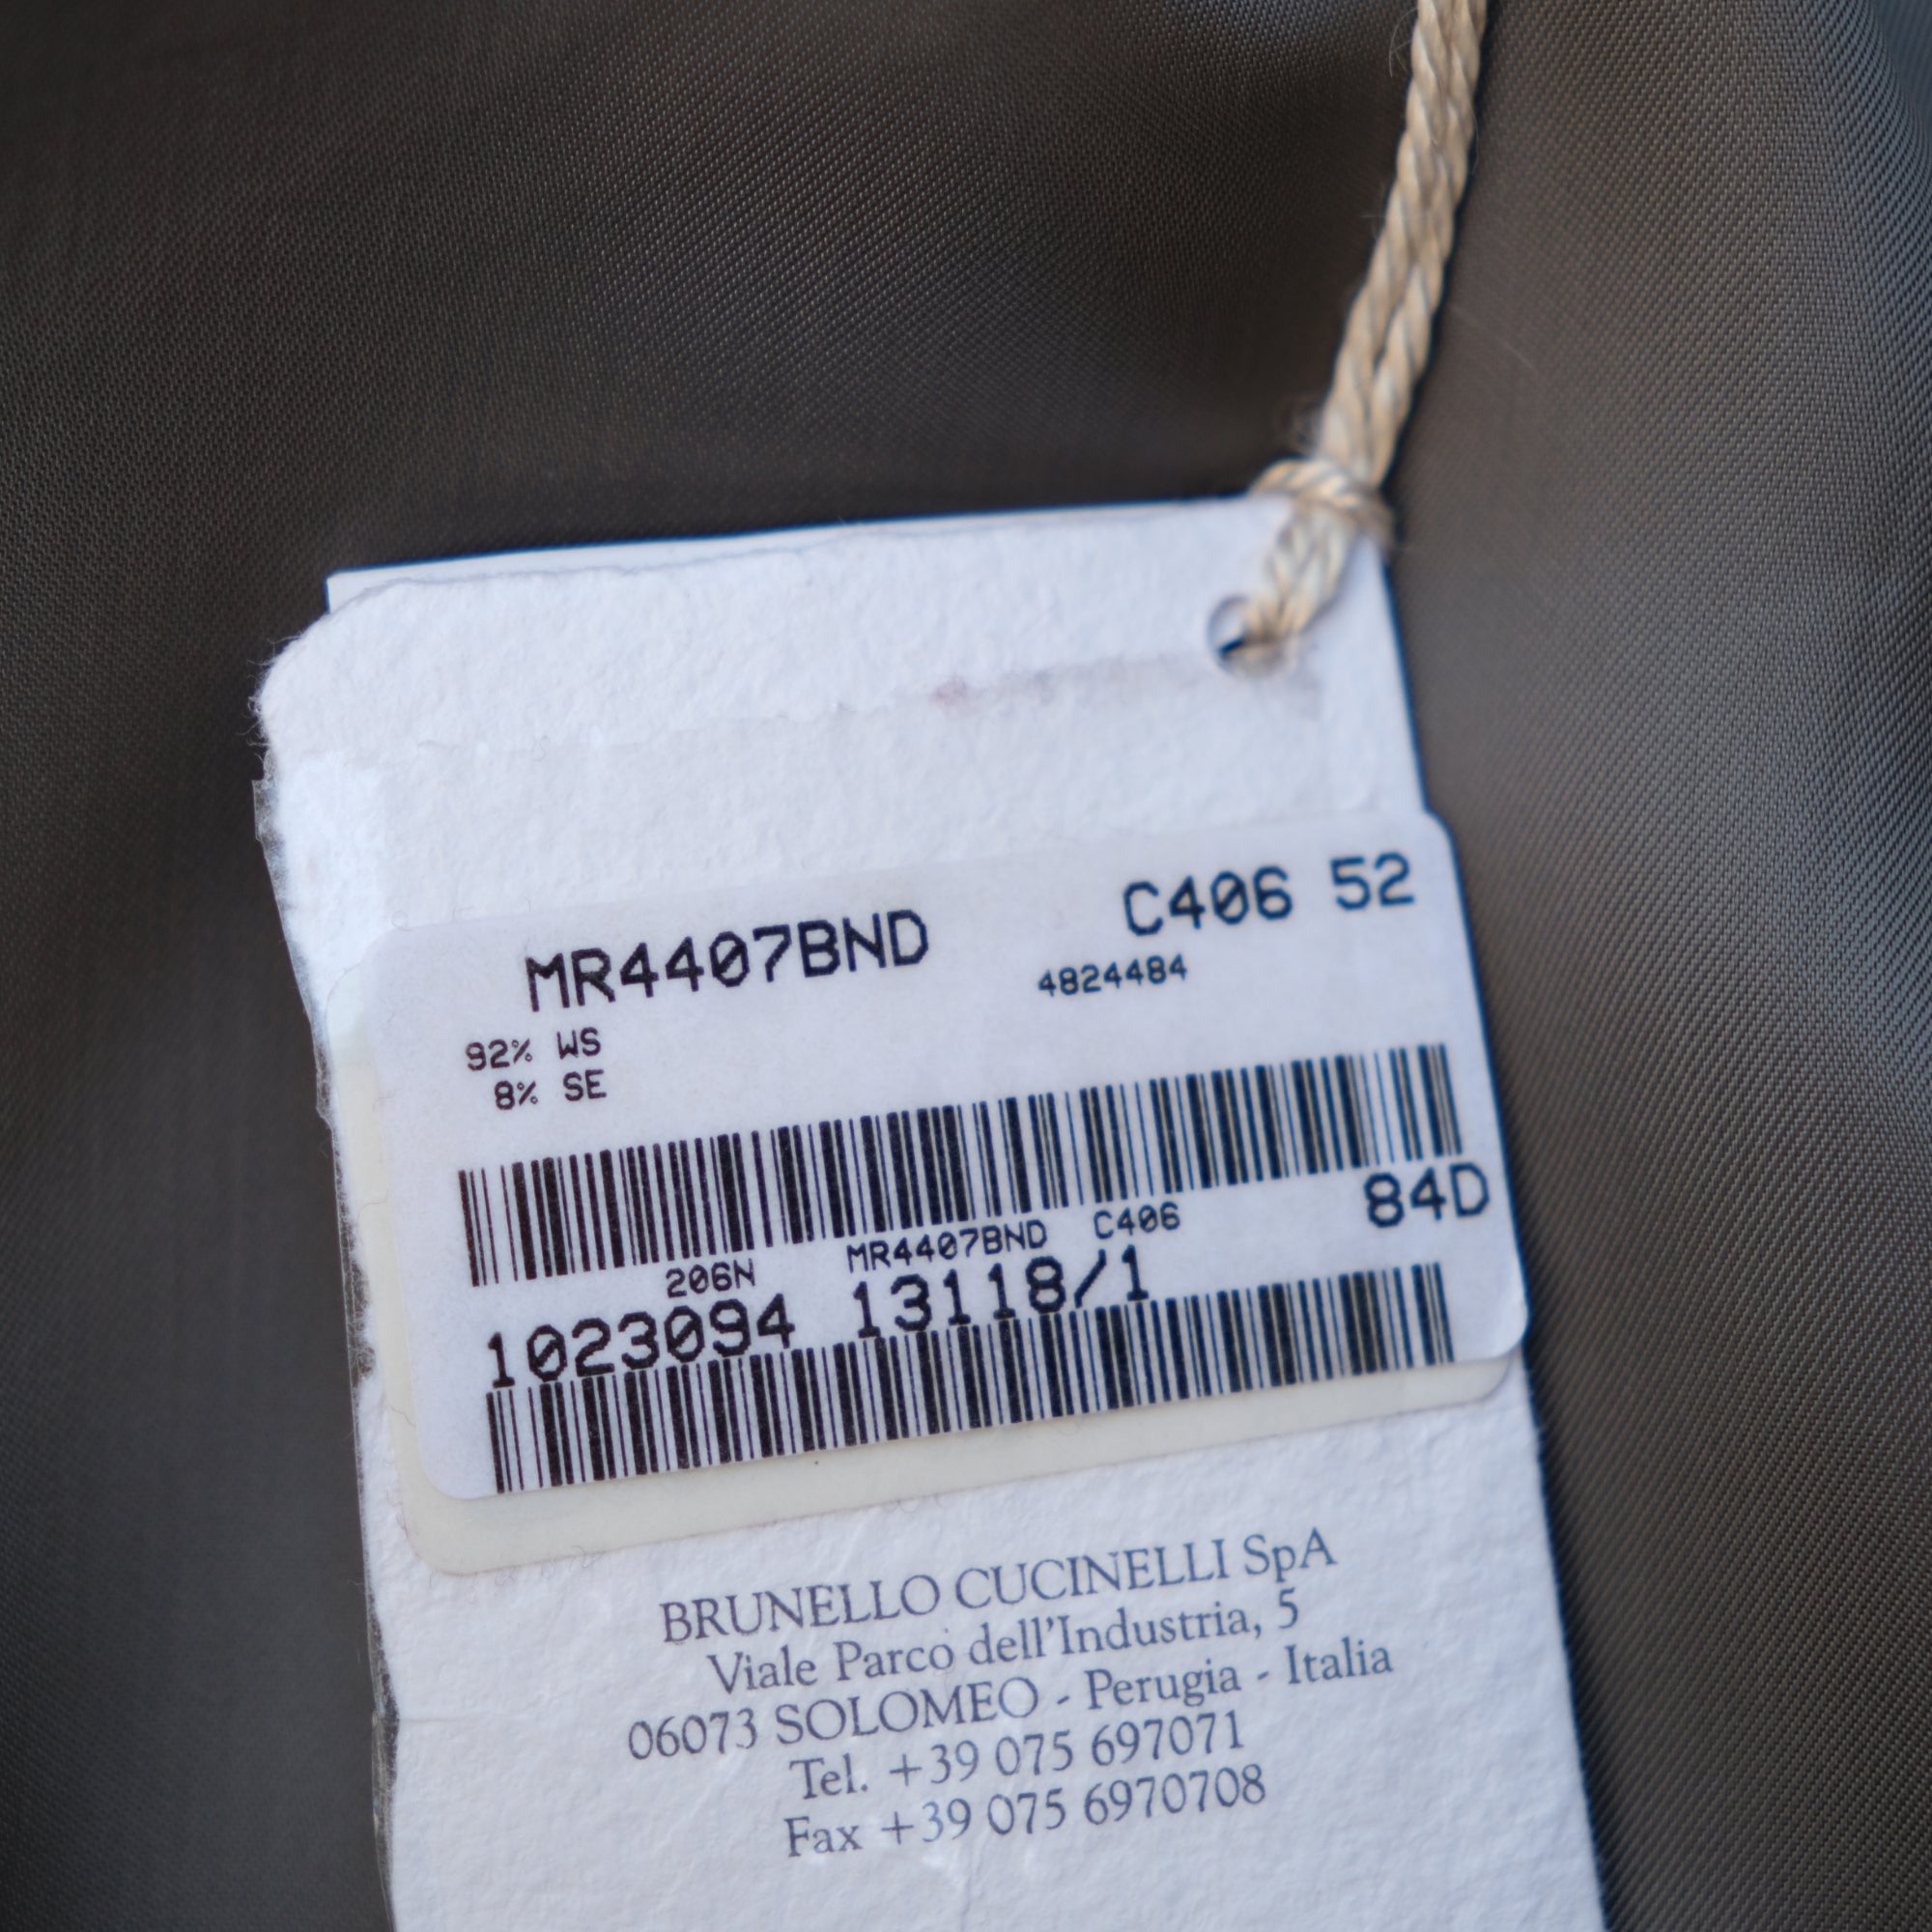 MR4407BND C406 52
4824484
92% WS
8% SE
84D
206N MR4407BND C406
1023094 13118/1
BRUNELLO CUCINELLI SpA
Viale Parco dell'Industria, 5
06073 SOLOMEO - Perugia - Italia
Tel. +39 075 697071
Fax +39 075 6970708